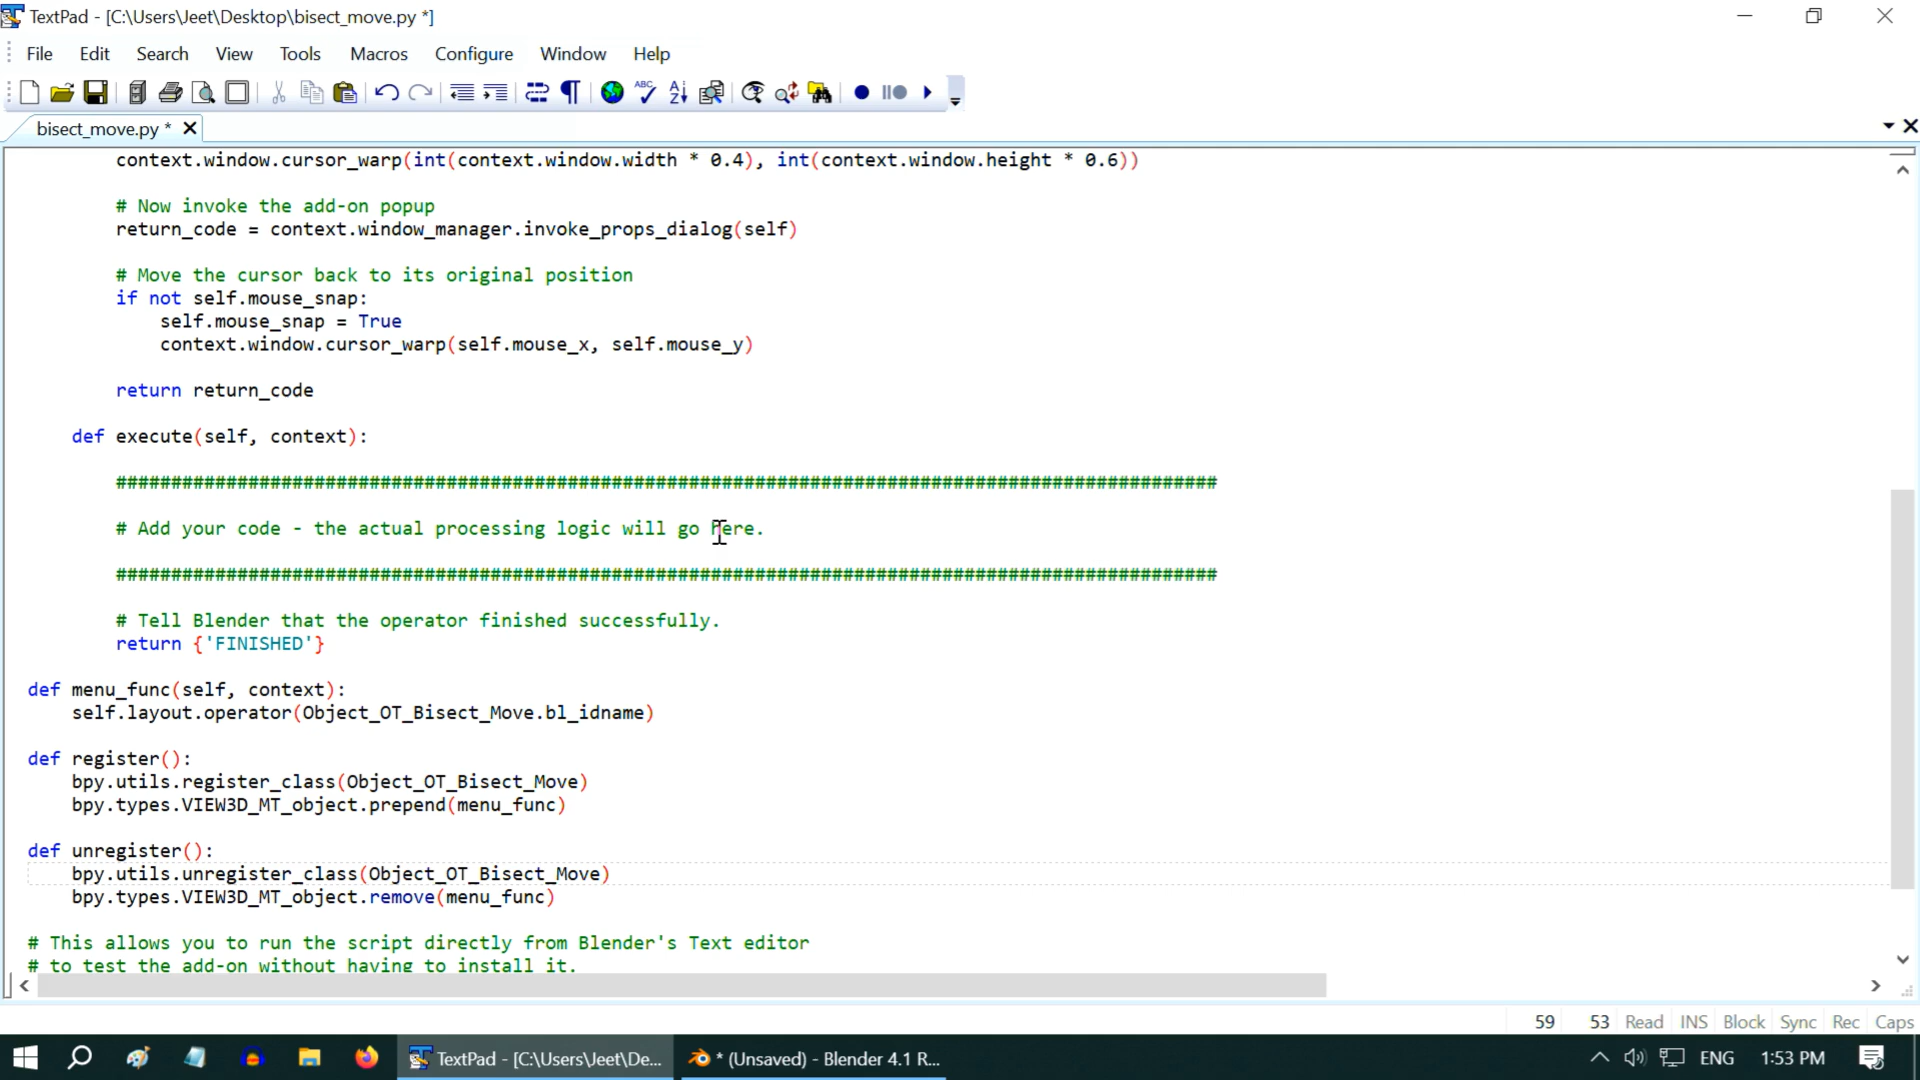 TextPad - [C:\Users\Jeet\Desktop\bisect_move.py *]
File Edit Search View Tools Macros Configure Window Help
bisect_move.py *
context.window.cursor_warp(int(context.window.width * 0.4), int(context.window.height * 0.6))
# Now invoke the add-on popup
return_code = context.window_manager.invoke_props_dialog(self)
# Move the cursor back to its original position
if not self.mouse_snap:
self.mouse_snap = True
context.window.cursor_warp(self.mouse_x, self.mouse_y)
return return_code
def execute(self, context):
####################################################################################################
# Add your code - the actual processing logic will go here.
####################################################################################################
# Tell Blender that the operator finished successfully.
return {'FINISHED'}
def menu_func(self, context):
self.layout.operator(Object_OT_Bisect_Move.bl_idname)
def register():
bpy.utils.register_class(Object_OT_Bisect_Move)
bpy.types.VIEW3D_MT_object.prepend(menu_func)
def unregister():
bpy.utils.unregister_class(Object_OT_Bisect_Move)
bpy.types.VIEW3D_MT_object.remove(menu_func)
# This allows you to run the script directly from Blender's Text editor
# to test the add-on without having to install it.
59 53 Read INS Block Sync Rec Caps
TextPad - [C:\Users\Jeet\De... * (Unsaved) - Blender 4.1 R... ENG 1:53 PM